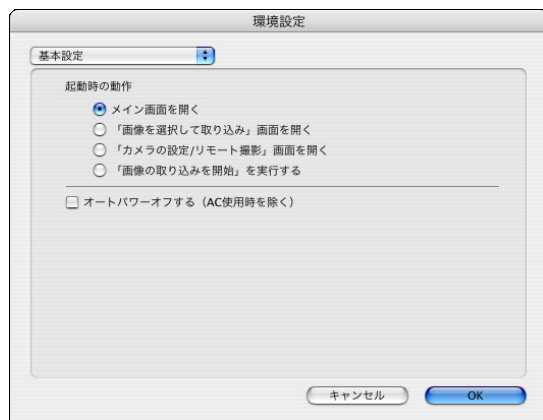 環境設定
基本設定
起動時の動作
メイン画面を開く
「画像を選択して取り込み」画面を開く
「カメラの設定/リモート撮影」画面を開く
「画像の取り込みを開始」を実行する
オートパワーオフする（AC使用時を除く）
キャンセル
OK